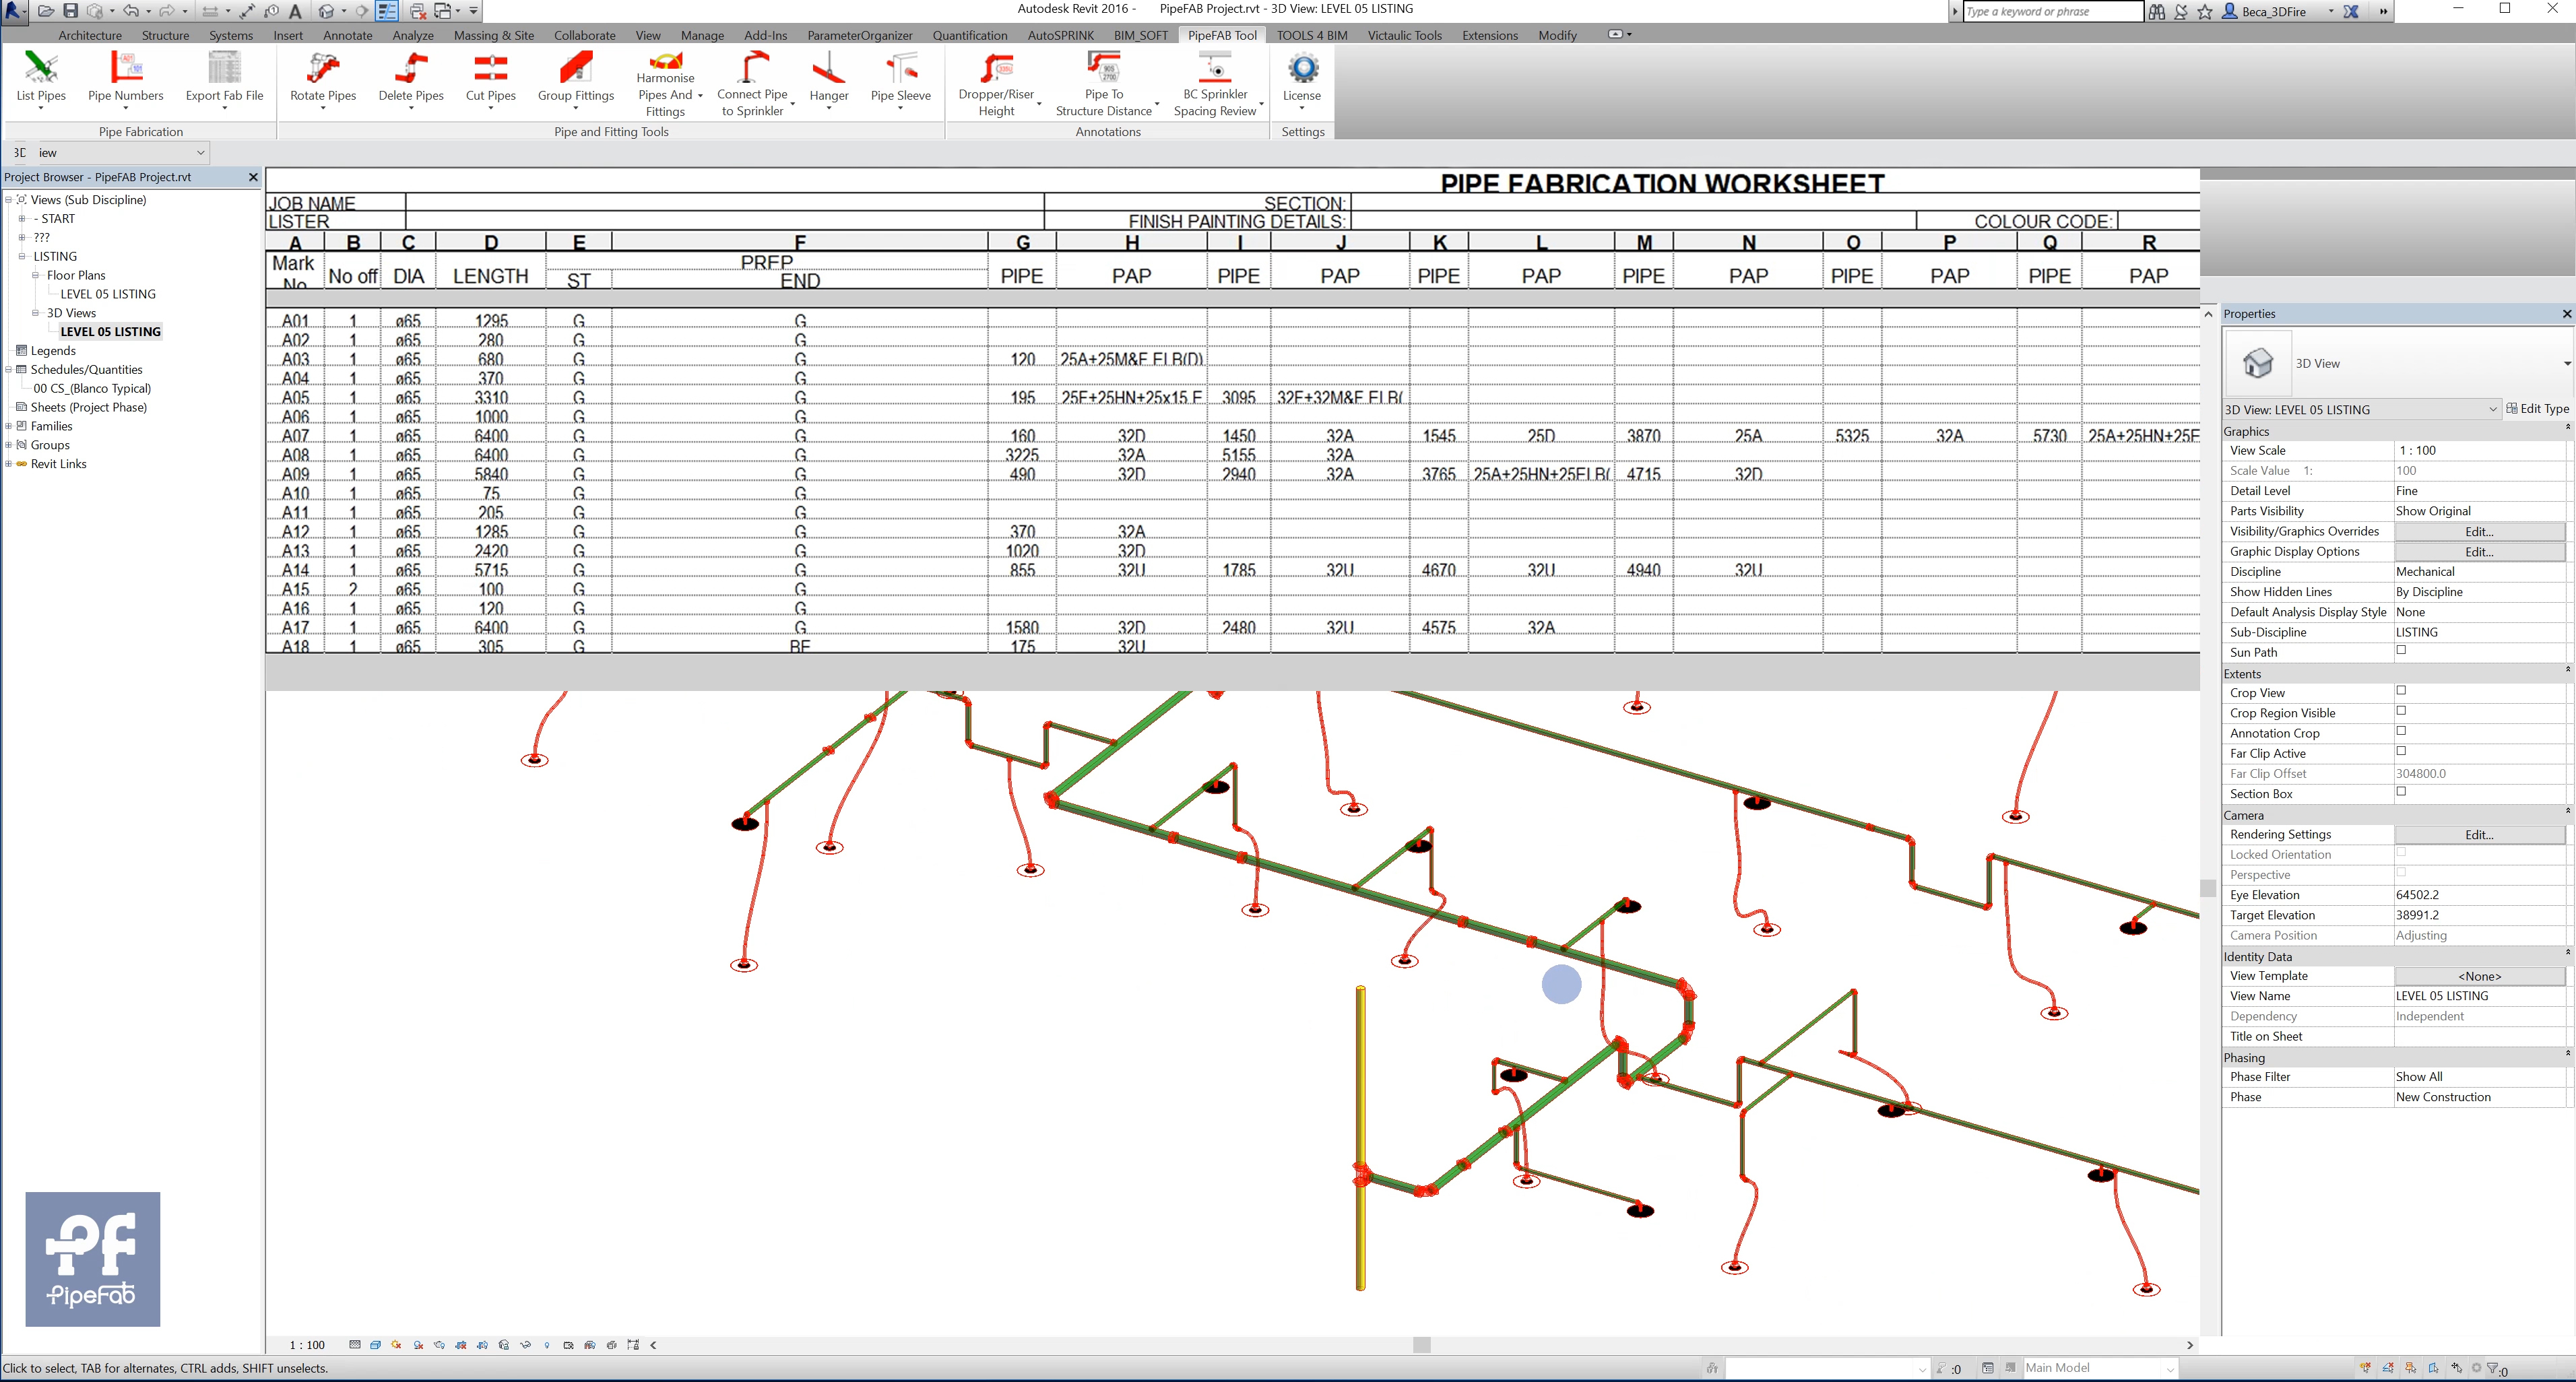 Autodesk Revit 2016 - PipeFAB Project.rvt - 3D View: LEVEL 05 LISTING
Type a keyword or phrase
Beca_3DFire
Architecture Structure Systems Insert Annotate Analyze Massing & Site Collaborate View Manage Add-Ins ParameterOrganizer Quantification AutoSPRINK BIM_SOFT PipeFAB Tool TOOLS 4 BIM Victaulic Tools Extensions Modify
List Pipes
Pipe Numbers
Export Fab File
Rotate Pipes
Delete Pipes
Cut Pipes
Group Fittings
Harmonise
Pipes And
Fittings
Connect Pipe
to Sprinkler
Hanger
Pipe Sleeve
Dropper/Riser
Height
Pipe To
Structure Distance
BC Sprinkler
Spacing Review
License
Pipe Fabrication
Pipe and Fitting Tools
Annotations
Settings
3D iew
Project Browser - PipeFAB Project.rvt
Views (Sub Discipline)
- START
???
LISTING
Floor Plans
LEVEL 05 LISTING
3D Views
LEVEL 05 LISTING
Legends
Schedules/Quantities
00 CS_(Blanco Typical)
Sheets (Project Phase)
Families
Groups
Revit Links
PIPE FABRICATION WORKSHEET
JOB NAME SECTION:
LISTER FINISH PAINTING DETAILS: COLOUR CODE:
A B C D E F G H I J K L M N O P Q R
Mark No No off DIA LENGTH PREP PIPE PAP PIPE PAP PIPE PAP PIPE PAP PIPE PAP PIPE PAP
ST END
A01 1 ø65 1295 G G
A02 1 ø65 280 G G
A03 1 ø65 680 G G 120 25A+25M&F ELB(D)
A04 1 ø65 370 G G
A05 1 ø65 3310 G G 195 25F+25HN+25x15 E 3095 32F+32M&F ELB(
A06 1 ø65 1000 G G
A07 1 ø65 6400 G G 160 32D 1450 32A 1545 25D 3870 25A 5325 32A 5730 25A+25HN+25E
A08 1 ø65 6400 G G 3225 32A 5155 32A
A09 1 ø65 5840 G G 490 32D 2940 32A 3765 25A+25HN+25ELB( 4715 32D
A10 1 ø65 75 G G
A11 1 ø65 205 G G
A12 1 ø65 1285 G G 370 32A
A13 1 ø65 2420 G G 1020 32D
A14 1 ø65 5715 G G 855 32U 1785 32U 4670 32U 4940 32U
A15 2 ø65 100 G G
A16 1 ø65 120 G G
A17 1 ø65 6400 G G 1580 32D 2480 32U 4575 32A
A18 1 ø65 305 G BE 175 32U
Properties
3D View
3D View: LEVEL 05 LISTING Edit Type
Graphics
View Scale 1 : 100
Scale Value 1: 100
Detail Level Fine
Parts Visibility Show Original
Visibility/Graphics Overrides Edit...
Graphic Display Options Edit...
Discipline Mechanical
Show Hidden Lines By Discipline
Default Analysis Display Style None
Sub-Discipline LISTING
Sun Path
Extents
Crop View
Crop Region Visible
Annotation Crop
Far Clip Active
Far Clip Offset 304800.0
Section Box
Camera
Rendering Settings Edit...
Locked Orientation
Perspective
Eye Elevation 64502.2
Target Elevation 38991.2
Camera Position Adjusting
Identity Data
View Template <None>
View Name LEVEL 05 LISTING
Dependency Independent
Title on Sheet
Phasing
Phase Filter Show All
Phase New Construction
PF
PipeFab
1 : 100
Click to select, TAB for alternates, CTRL adds, SHIFT unselects.
:0
Main Model
:0